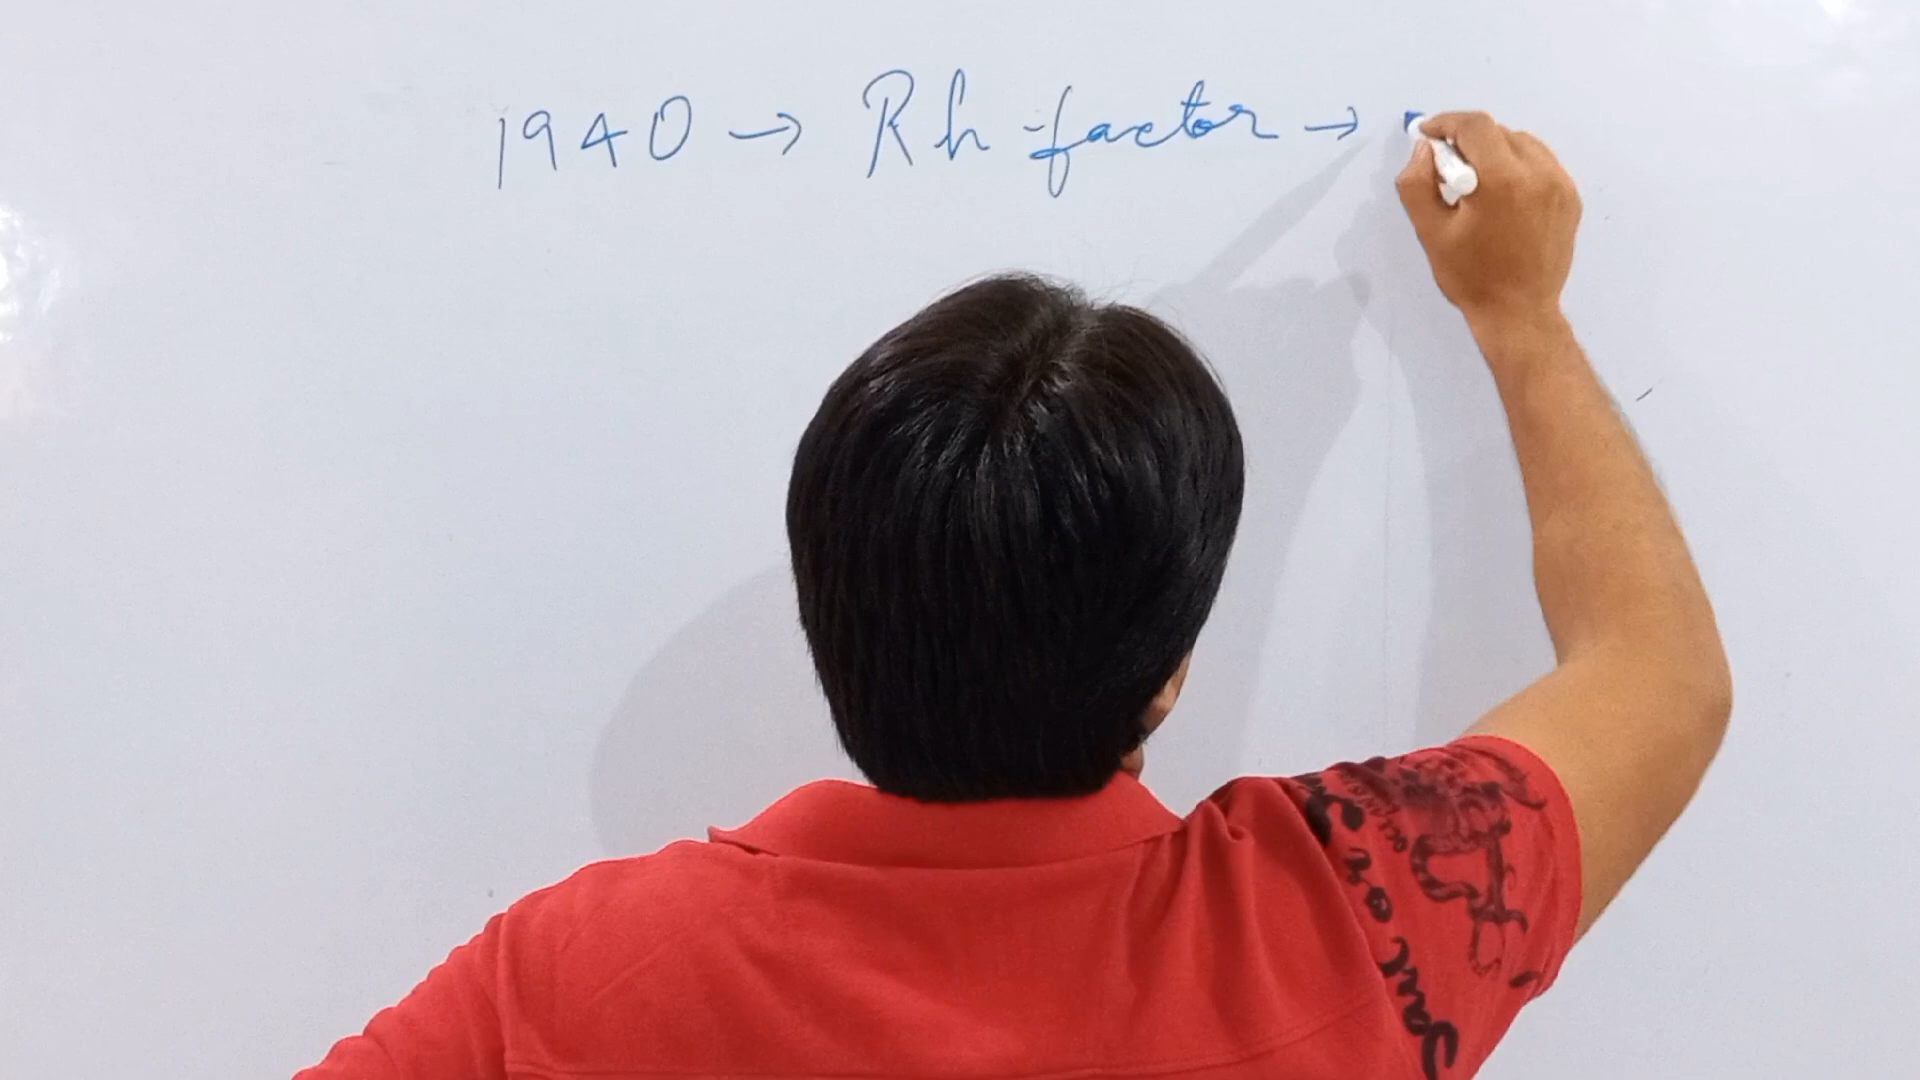 1940 → Rh-factor →